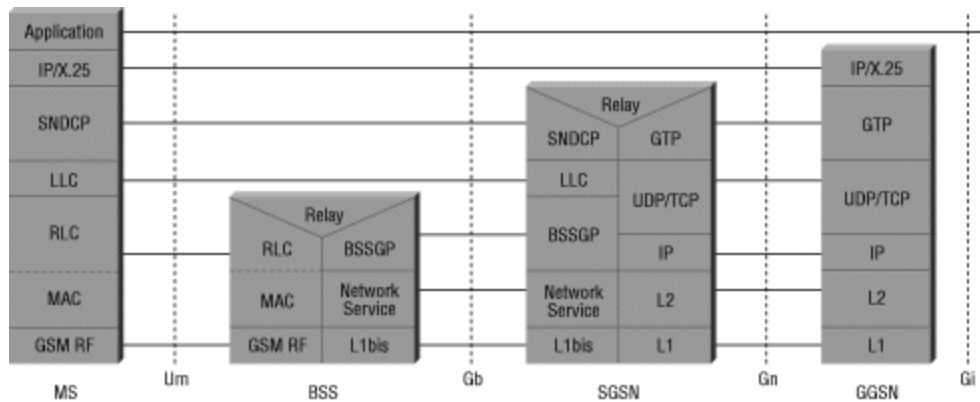 Application
IP/X.25
IP/X.25
Relay
SNDCP
SNDCP
GTP
GTP
LLC
LLC
UDP/TCP
UDP/TCP
Relay
RLC
RLC
BSSGP
BSSGP
IP
IP
MAC
MAC
Network
Service
Network
Service
L2
L2
GSM RF
GSM RF
L1bis
L1bis
L1
L1
Um
Gb
Gn
Gi
MS
BSS
SGSN
GGSN